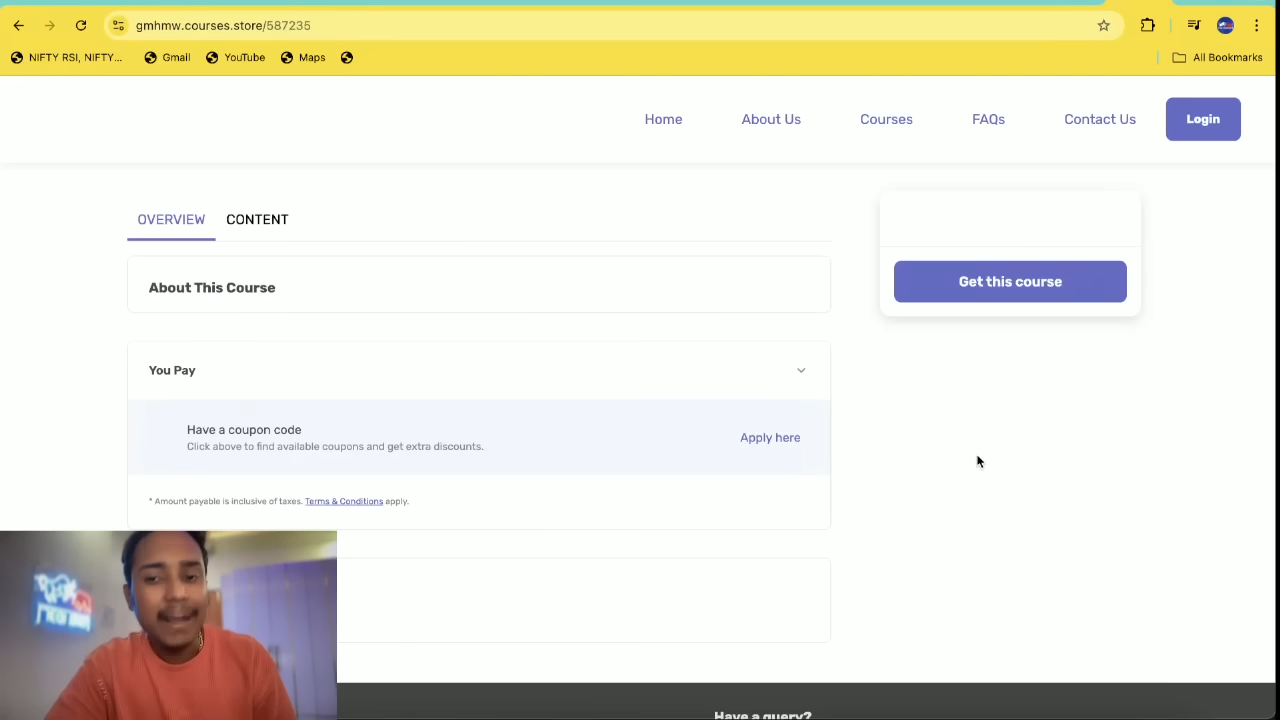 gmhmw.courses.store/587235
NIFTY RSI, NIFTY... Gmail YouTube Maps All Bookmarks
Home About Us Courses FAQs Contact Us Login
OVERVIEW CONTENT
About This Course
Get this course
You Pay
Have a coupon code
Click above to find available coupons and get extra discounts.
Apply here
* Amount payable is inclusive of taxes. Terms & Conditions apply.
Have a query?